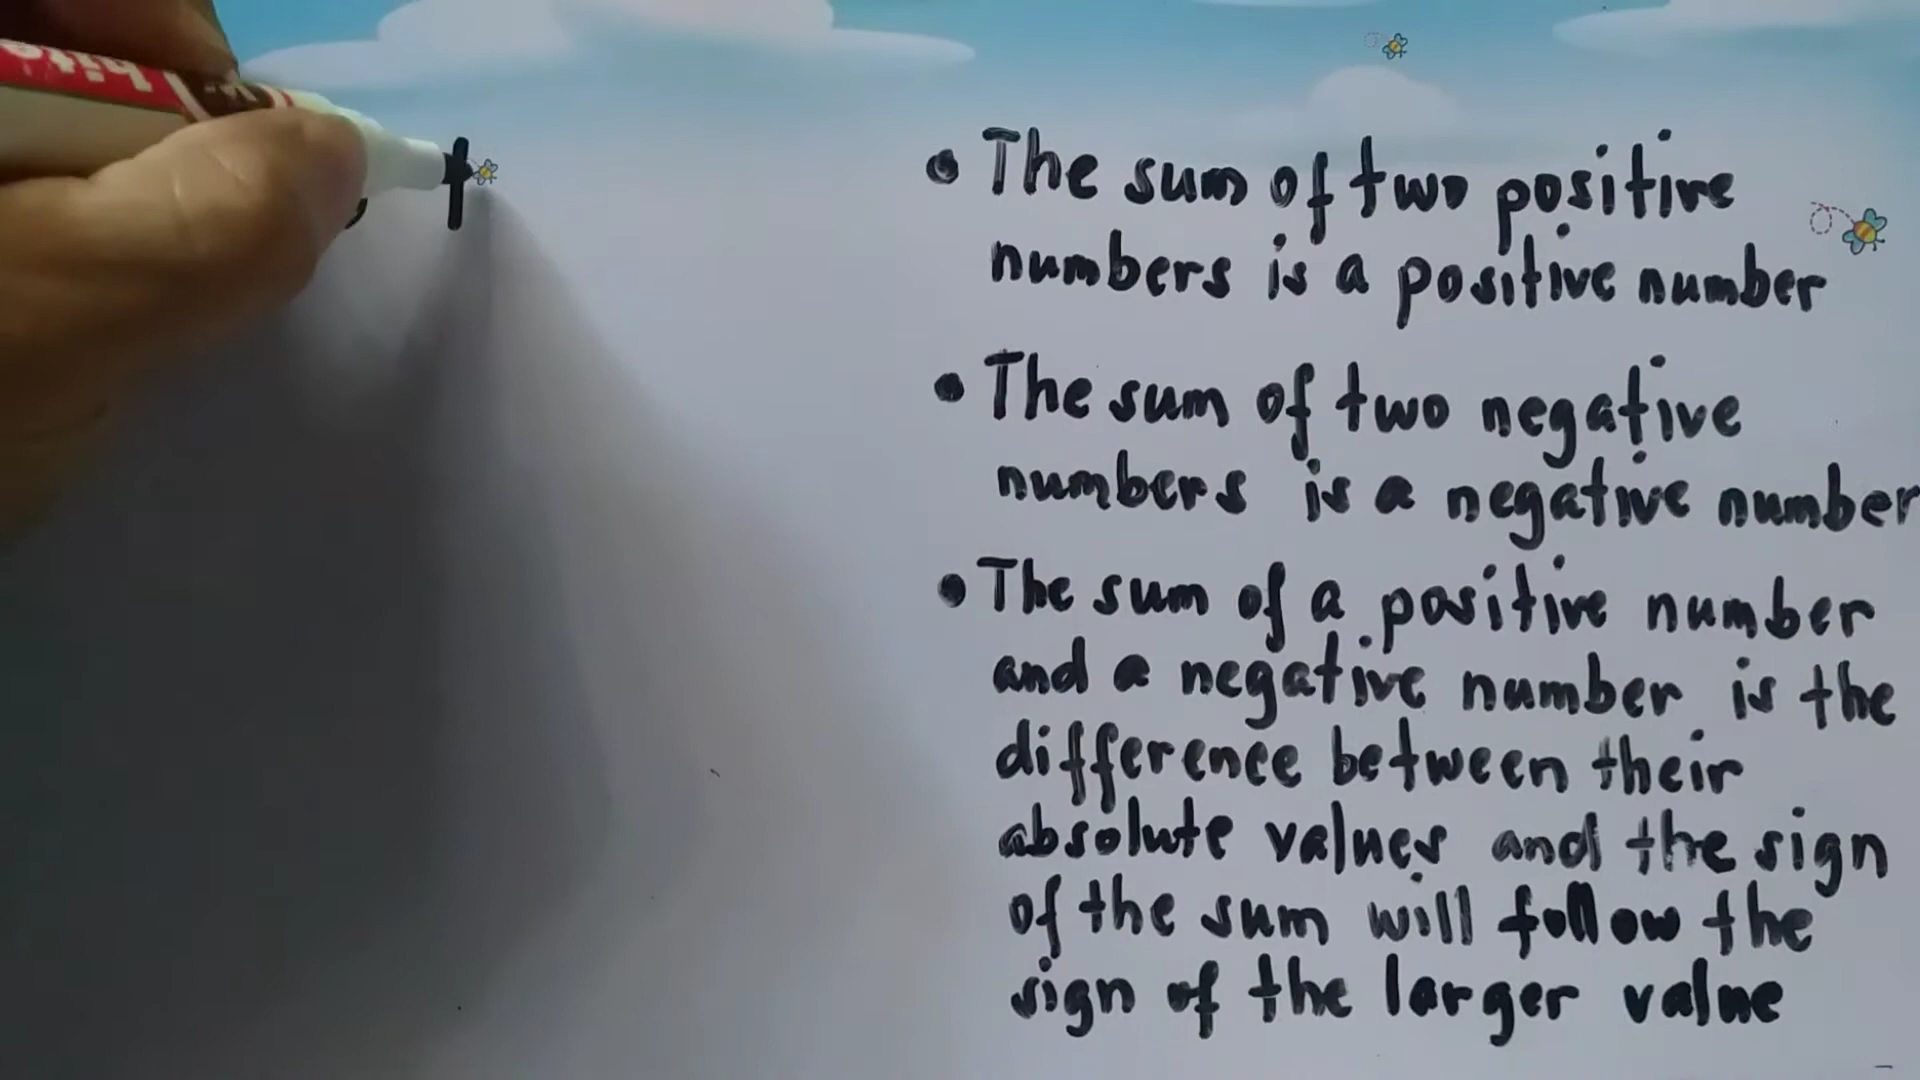 • The sum of two positive
numbers is a positive number
• The sum of two negative
numbers is a negative number
• The sum of a positive number
and a negative number is the
difference between their
absolute values and the sign
of the sum will follow the
sign of the larger value